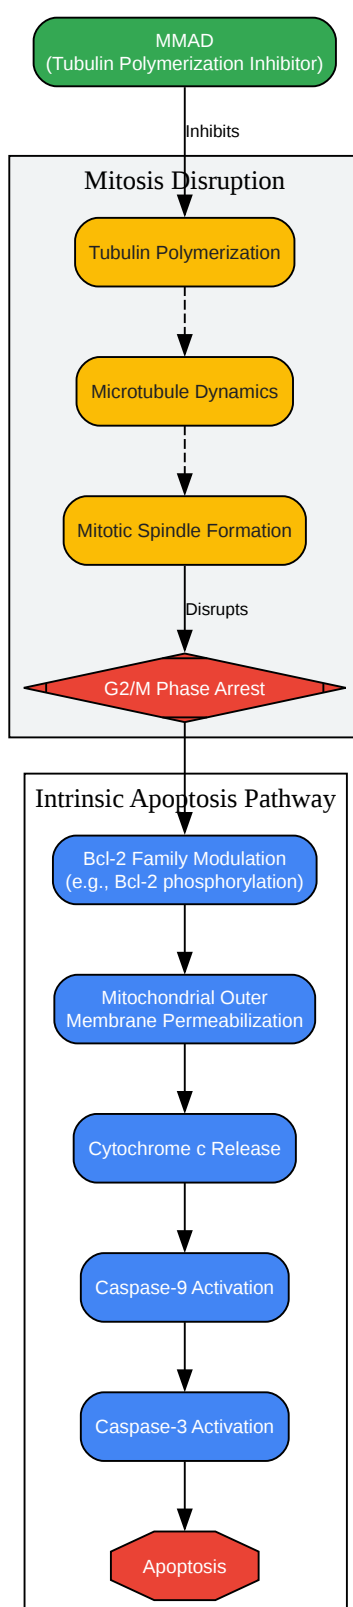 MMAD
(Tubulin Polymerization Inhibitor)
Inhibits
Mitosis Disruption
Tubulin Polymerization
Microtubule Dynamics
Mitotic Spindle Formation
Disrupts
G2/M Phase Arrest
Intrinsic Apoptosis Pathway
Bcl-2 Family Modulation
(e.g., Bcl-2 phosphorylation)
Mitochondrial Outer
Membrane Permeabilization
Cytochrome c Release
Caspase-9 Activation
Caspase-3 Activation
Apoptosis